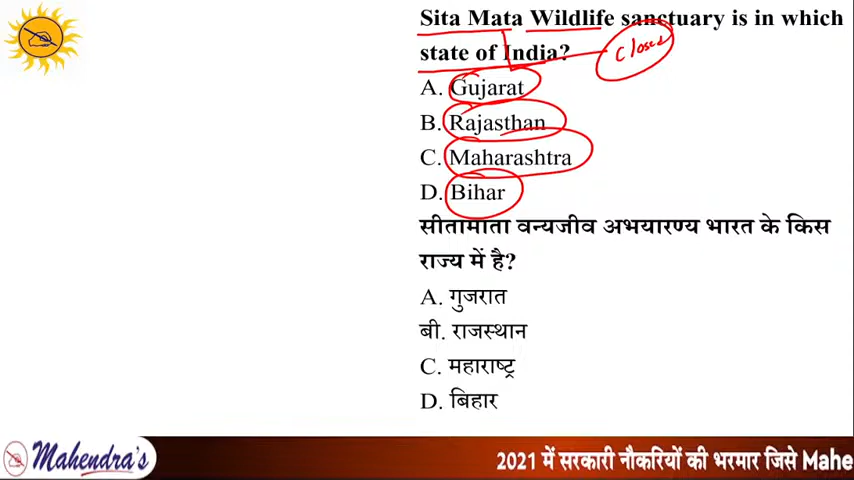 Sita Mata Wildlife sanctuary is in which
state of India?
closed
A. Gujarat
B. Rajasthan
C. Maharashtra
D. Bihar
सीतामाता वन्यजीव अभयारण्य भारत के किस
राज्य में है?
A. गुजरात
बी. राजस्थान
C. महाराष्ट्र
D. बिहार
Mahendra's
2021 में सरकारी नौकरियों की भरमार जिसे Mahe